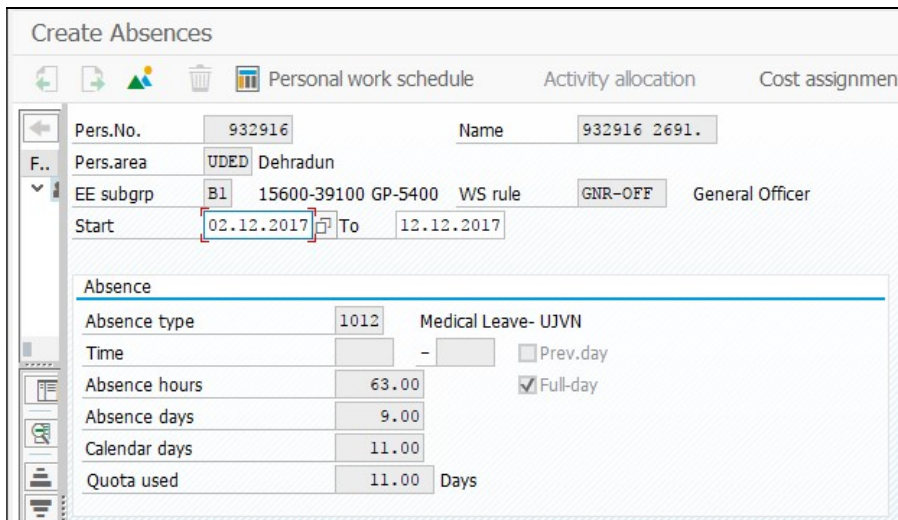 Create Absences
Personal work schedule Activity allocation Cost assignmen
Pers.No. 932916 Name 932916 2691.
F.. Pers.area UDED Dehradun
EE subgrp B1 15600-39100 GP-5400 WS rule GNR-OFF General Officer
Start 02.12.2017 To 12.12.2017
Absence
Absence type 1012 Medical Leave- UJVN
Time - Prev.day
Absence hours 63.00 Full-day
Absence days 9.00
Calendar days 11.00
Quota used 11.00 Days